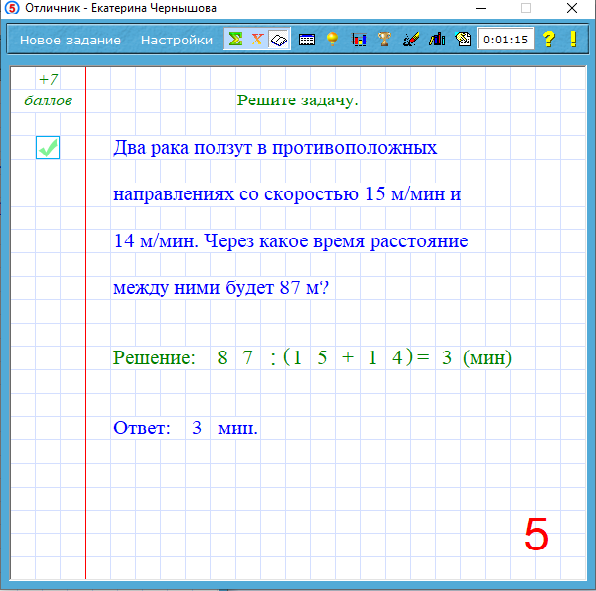 Отличник - Екатерина Чернышова
Новое задание Настройки 0:01:15
+7
баллов
Решите задачу.
Два рака ползут в противоположных
направлениях со скоростью 15 м/мин и
14 м/мин. Через какое время расстояние
между ними будет 87 м?
Решение: 8 7 : ( 1 5 + 1 4 ) = 3 (мин)
Ответ: 3 мин.
5